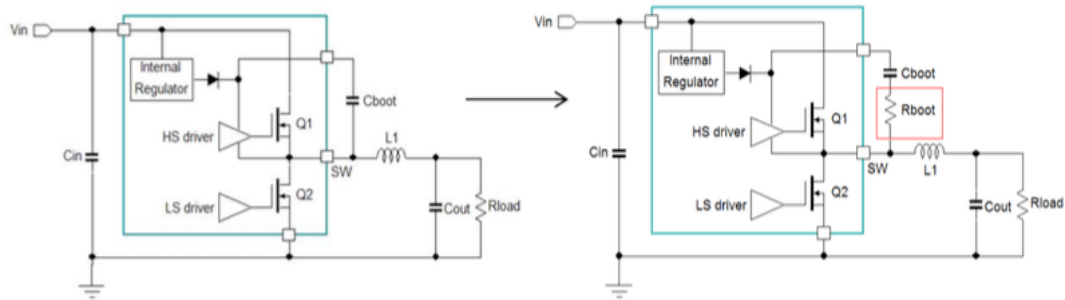 Vin
Internal
Regulator
Cboot
Q1
HS driver
L1
Cin
SW
Q2
LS driver
Cout
Rload
Vin
Internal
Regulator
Cboot
Rboot
Q1
HS driver
Cin
SW
L1
Q2
LS driver
Cout
Rload